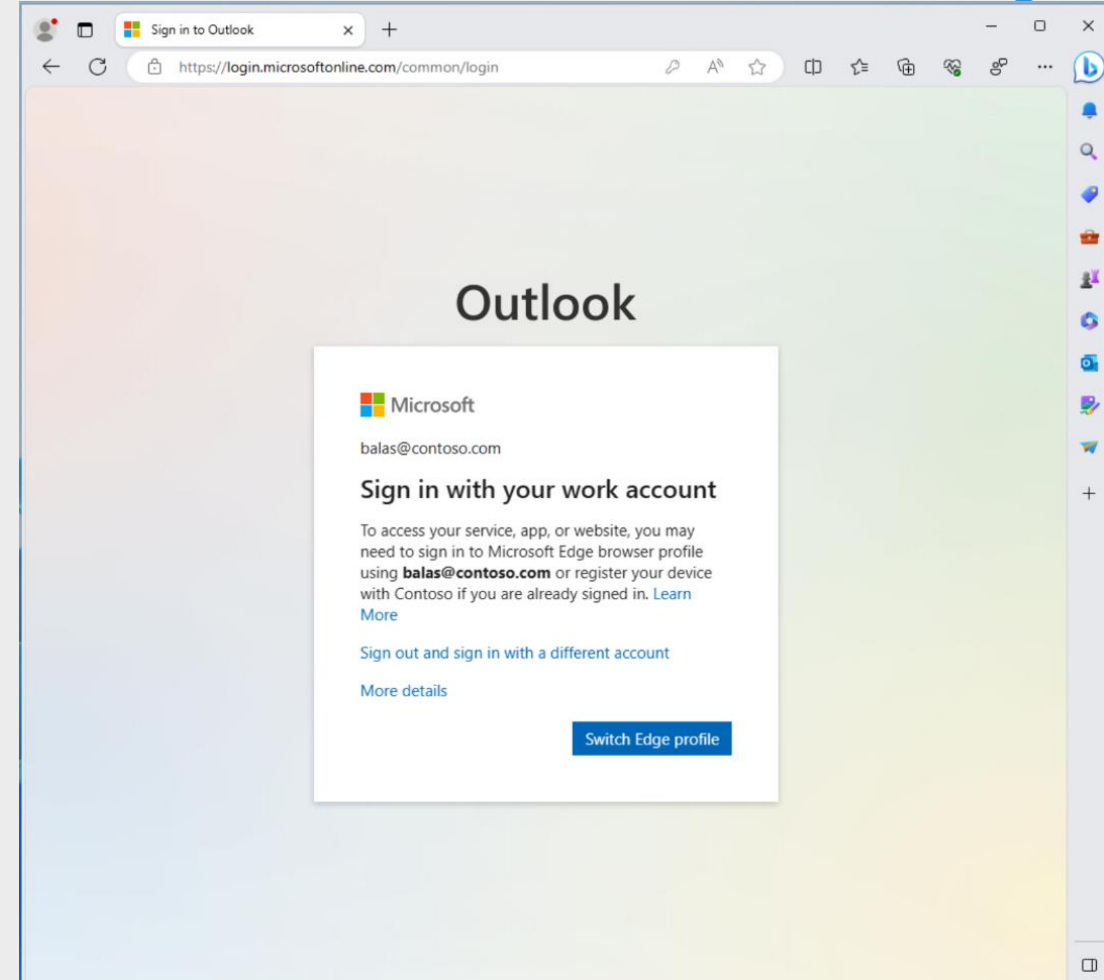 Sign in to Outlook
https://login.microsoftonline.com/common/login
Outlook
Microsoft
balas@contoso.com
Sign in with your work account
To access your service, app, or website, you may
need to sign in to Microsoft Edge browser profile
using balas@contoso.com or register your device
with Contoso if you are already signed in. Learn
More
Sign out and sign in with a different account
More details
Switch Edge profile